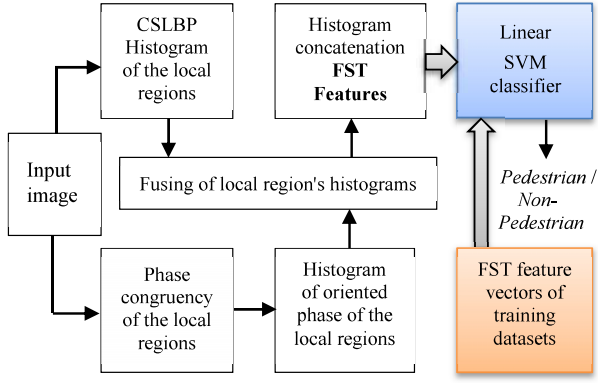 CSLBP
Histogram
of the local
regions
Histogram
concatenation
FST
Features
Linear
SVM
classifier
Input
image
Fusing of local region's histograms
Pedestrian /
Non-
Pedestrian
Phase
congruency
of the local
regions
Histogram
of oriented
phase of the
local regions
FST feature
vectors of
training
datasets